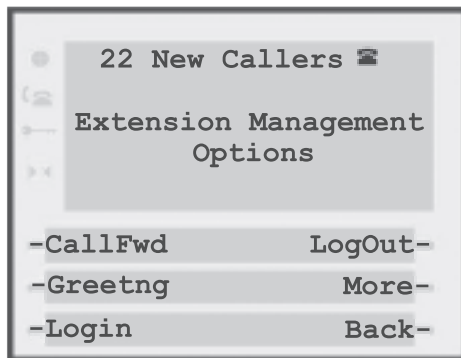 22 New Callers ☎
Extension Management
Options
-CallFwd LogOut-
-Greetng More-
-Login Back-